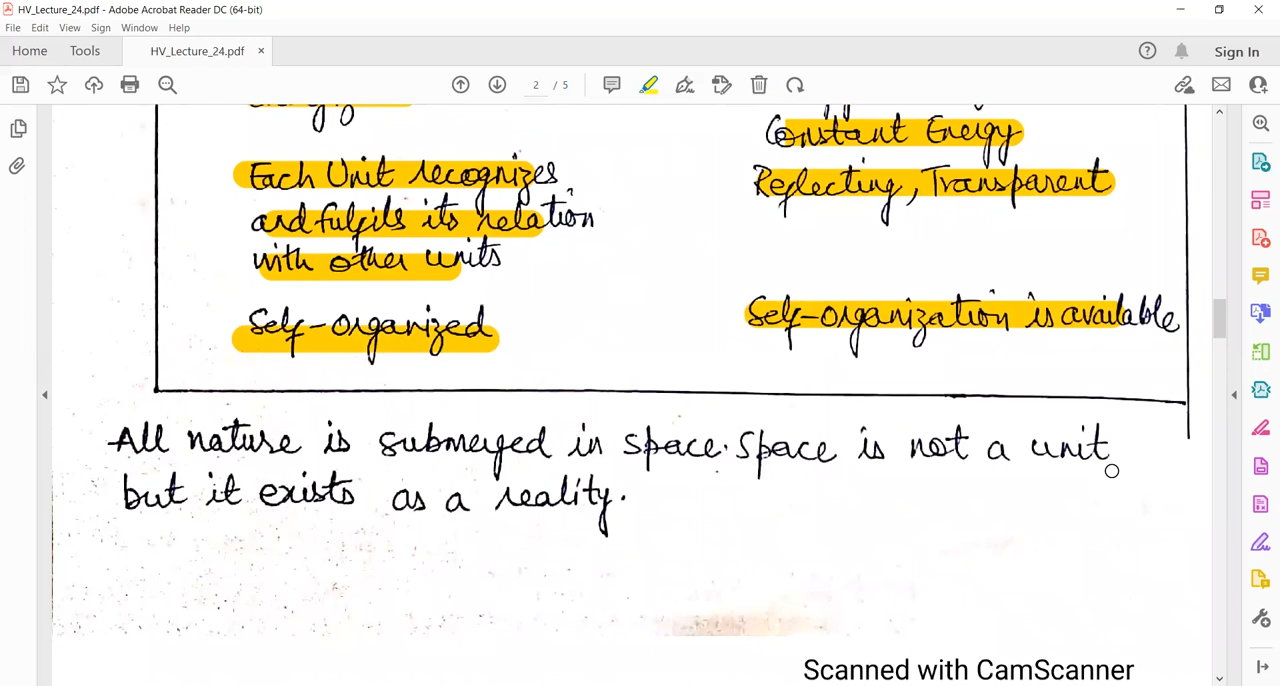 HV_Lecture_24.pdf - Adobe Acrobat Reader DC (64-bit)
File Edit View Sign Window Help
Home Tools HV_Lecture_24.pdf × Sign In
2 / 5
Constant Energy
Each Unit recognizes
and fulfils its relation
with other units
Reflecting, Transparent
Self-organized
Self-organization is available
All nature is submerged in space. Space is not a unit
but it exists as a reality.
Scanned with CamScanner